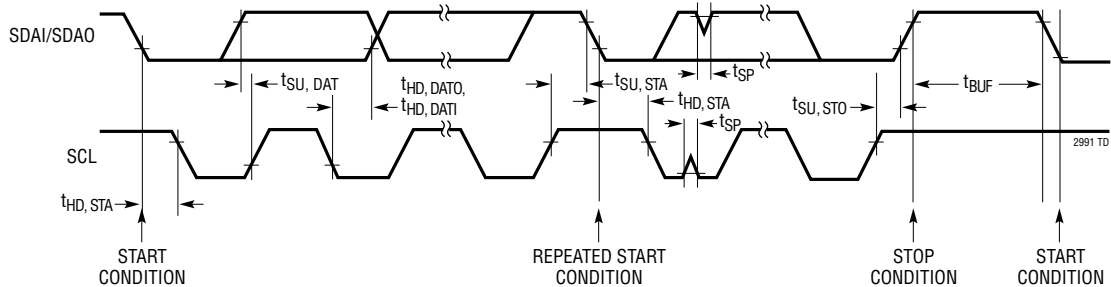 SDAI/SDAO
tSU, DAT
tHD, DATO,
tHD, DATI
tSU, STA
tHD, STA
tSP
tSP
tSU, STO
tBUF
SCL
2991 TD
tHD, STA
START
CONDITION
REPEATED START
CONDITION
STOP
CONDITION
START
CONDITION